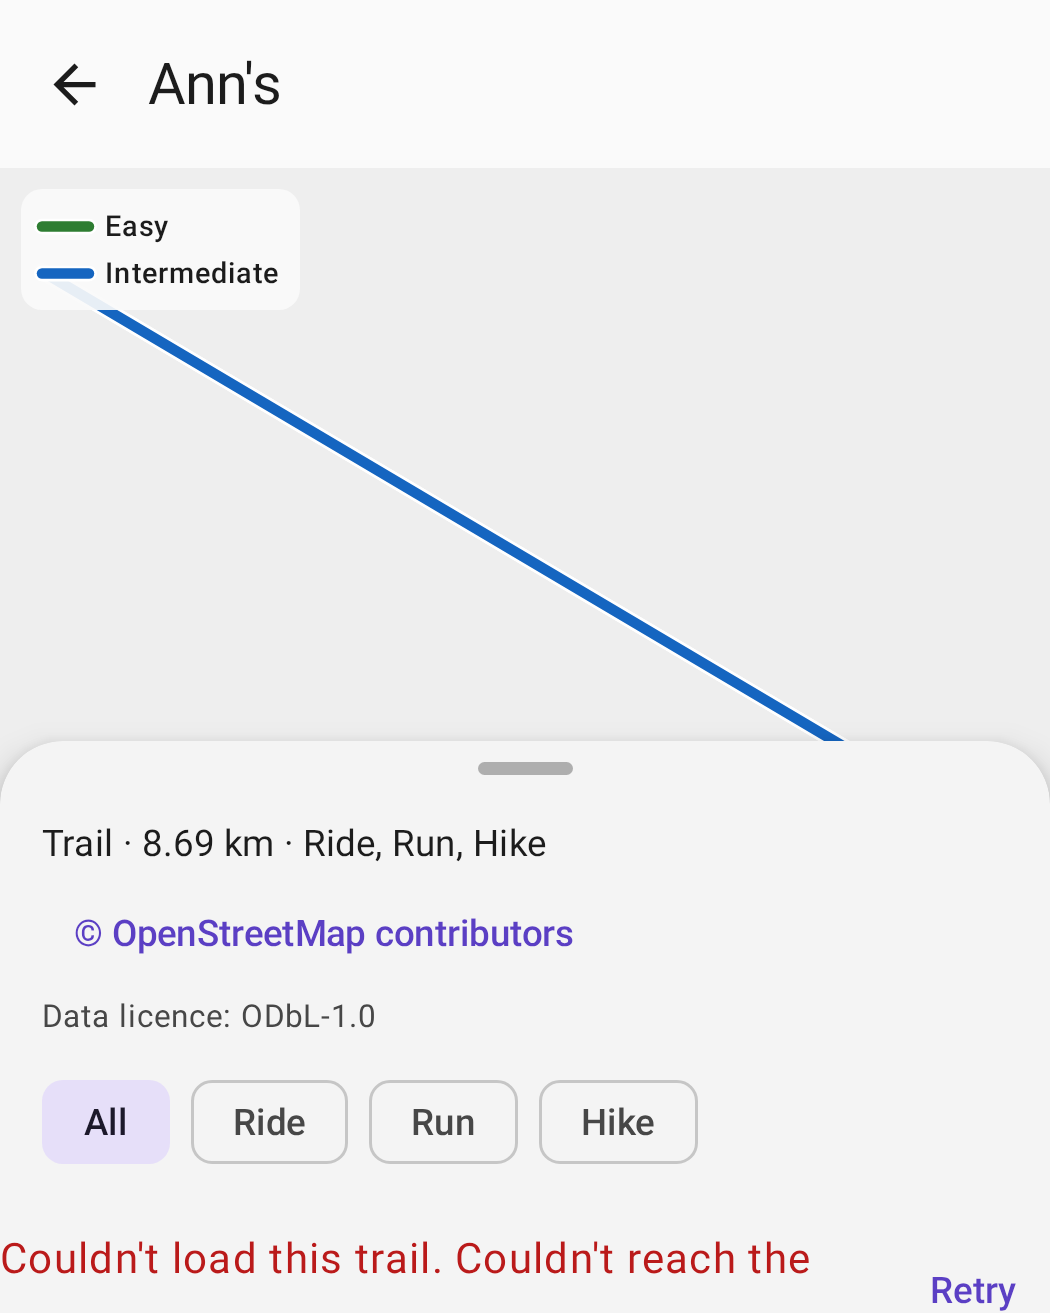 Ann's
Easy
Intermediate
Trail · 8.69 km · Ride, Run, Hike
© OpenStreetMap contributors
Data licence: ODbL-1.0
All Ride Run Hike
Couldn't load this trail. Couldn't reach the
Retry